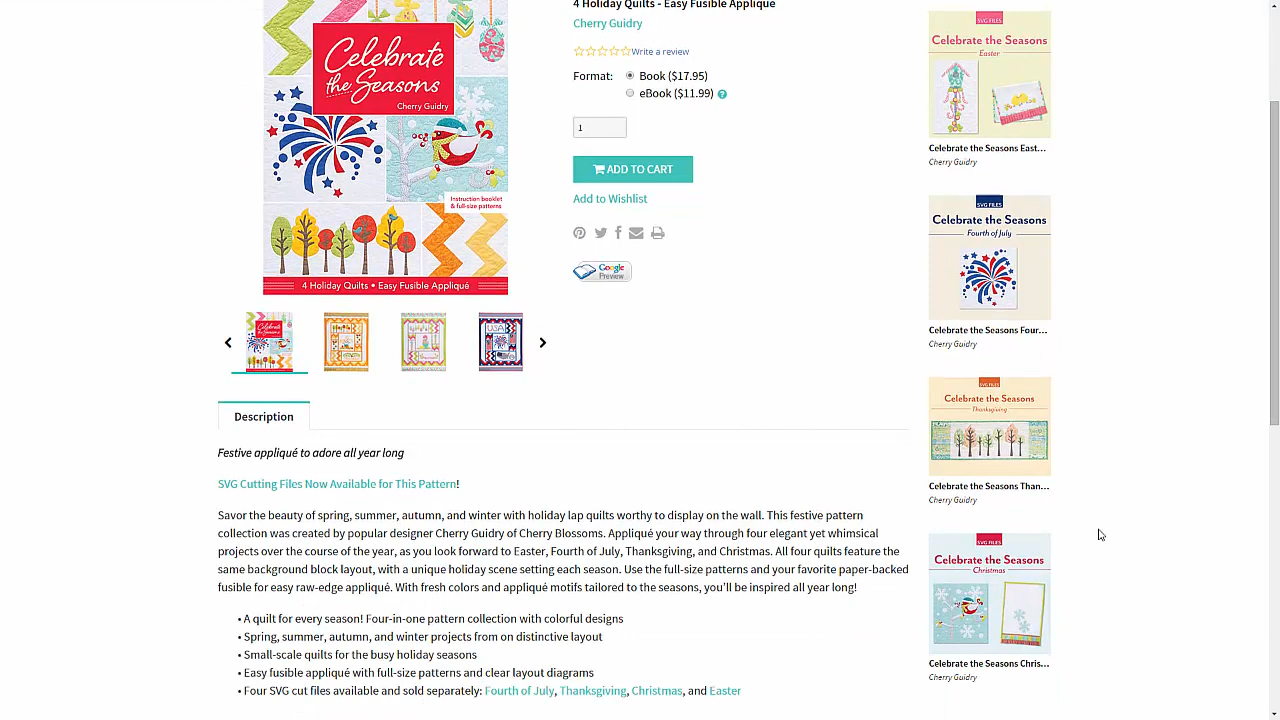 4 Holiday Quilts - Easy Fusible Appliqué
Cherry Guidry
Write a review
Format: Book ($17.95)
eBook ($11.99) ?
1
ADD TO CART
Add to Wishlist
Google
Preview
Celebrate
the Seasons
Cherry Guidry
Instruction booklet
& full-size patterns
4 Holiday Quilts • Easy Fusible Appliqué
USA
Description
Festive appliqué to adore all year long
SVG Cutting Files Now Available for This Pattern!
Savor the beauty of spring, summer, autumn, and winter with holiday lap quilts worthy to display on the wall. This festive pattern
collection was created by popular designer Cherry Guidry of Cherry Blossoms. Appliqué your way through four elegant yet whimsical
projects over the course of the year, as you look forward to Easter, Fourth of July, Thanksgiving, and Christmas. All four quilts feature the
same background block layout, with a unique holiday scene setting each season. Use the full-size patterns and your favorite paper-backed
fusible for easy raw-edge appliqué. With fresh colors and appliqué motifs tailored to the seasons, you'll be inspired all year long!
• A quilt for every season! Four-in-one pattern collection with colorful designs
• Spring, summer, autumn, and winter projects from on distinctive layout
• Small-scale quilts for the busy holiday seasons
• Easy fusible appliqué with full-size patterns and clear layout diagrams
• Four SVG cut files available and sold separately: Fourth of July, Thanksgiving, Christmas, and Easter
SVG FILES
Celebrate the Seasons
Easter
Celebrate the Seasons East...
Cherry Guidry
SVG FILES
Celebrate the Seasons
Fourth of July
Celebrate the Seasons Four...
Cherry Guidry
SVG FILES
Celebrate the Seasons
Thanksgiving
Celebrate the Seasons Than...
Cherry Guidry
SVG FILES
Celebrate the Seasons
Christmas
Celebrate the Seasons Chris...
Cherry Guidry